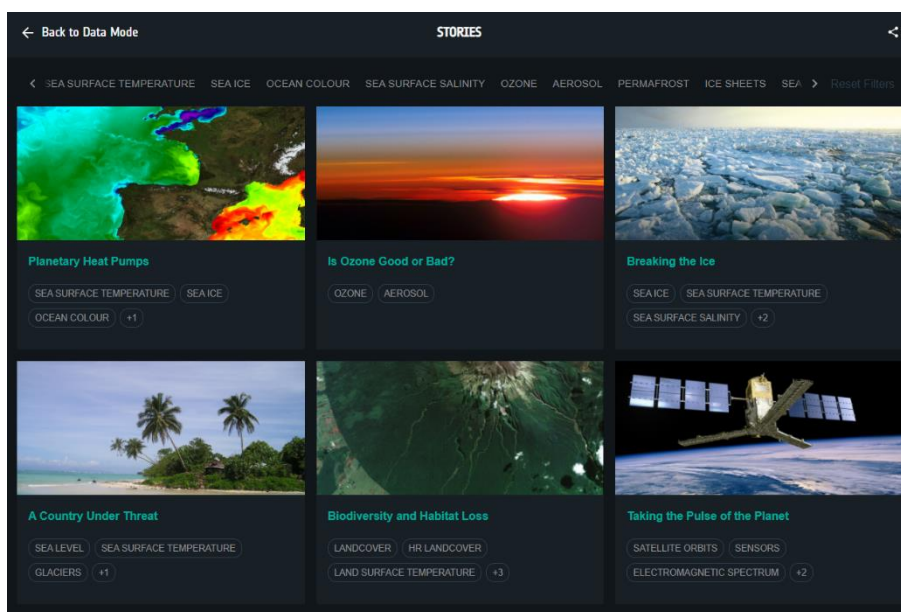 ← Back to Data Mode
STORIES
SEA SURFACE TEMPERATURE SEA ICE OCEAN COLOUR SEA SURFACE SALINITY OZONE AEROSOL PERMAFROST ICE SHEETS SEA Reset Filters
Planetary Heat Pumps
SEA SURFACE TEMPERATURE SEA ICE
OCEAN COLOUR +1
Is Ozone Good or Bad?
OZONE AEROSOL
Breaking the Ice
SEA ICE SEA SURFACE TEMPERATURE
SEA SURFACE SALINITY +2
A Country Under Threat
SEA LEVEL SEA SURFACE TEMPERATURE
GLACIERS +1
Biodiversity and Habitat Loss
LANDCOVER HR LANDCOVER
LAND SURFACE TEMPERATURE +3
Taking the Pulse of the Planet
SATELLITE ORBITS SENSORS
ELECTROMAGNETIC SPECTRUM +2